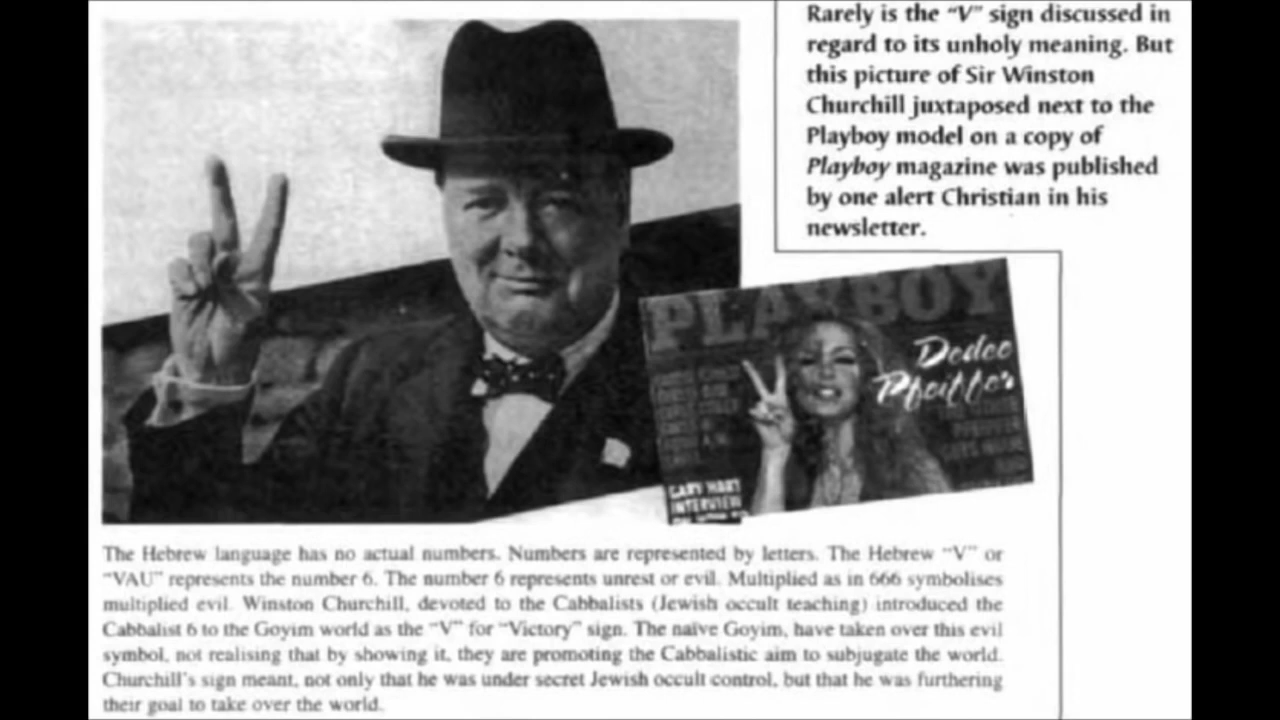 Rarely is the “V” sign discussed in
regard to its unholy meaning. But
this picture of Sir Winston
Churchill juxtaposed next to the
Playboy model on a copy of
Playboy magazine was published
by one alert Christian in his
newsletter.
PLAYBOY
Dedee
Pfeiffer
GARY HART
INTERVIEW
The Hebrew language has no actual numbers. Numbers are represented by letters. The Hebrew “V” or
“VAU” represents the number 6. The number 6 represents unrest or evil. Multiplied as in 666 symbolises
multiplied evil. Winston Churchill, devoted to the Cabbalists (Jewish occult teaching) introduced the
Cabbalist 6 to the Goyim world as the “V” for “Victory” sign. The naïve Goyim, have taken over this evil
symbol, not realising that by showing it, they are promoting the Cabbalistic aim to subjugate the world.
Churchill's sign meant, not only that he was under secret Jewish occult control, but that he was furthering
their goal to take over the world.